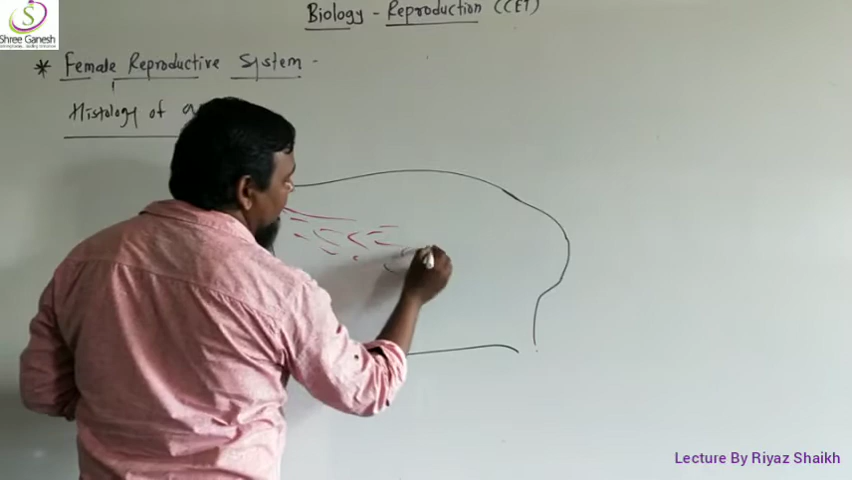 Biology - Reproduction (CET)
Shree Ganesh
* Female Reproductive System -
Histology of
Lecture By Riyaz Shaikh